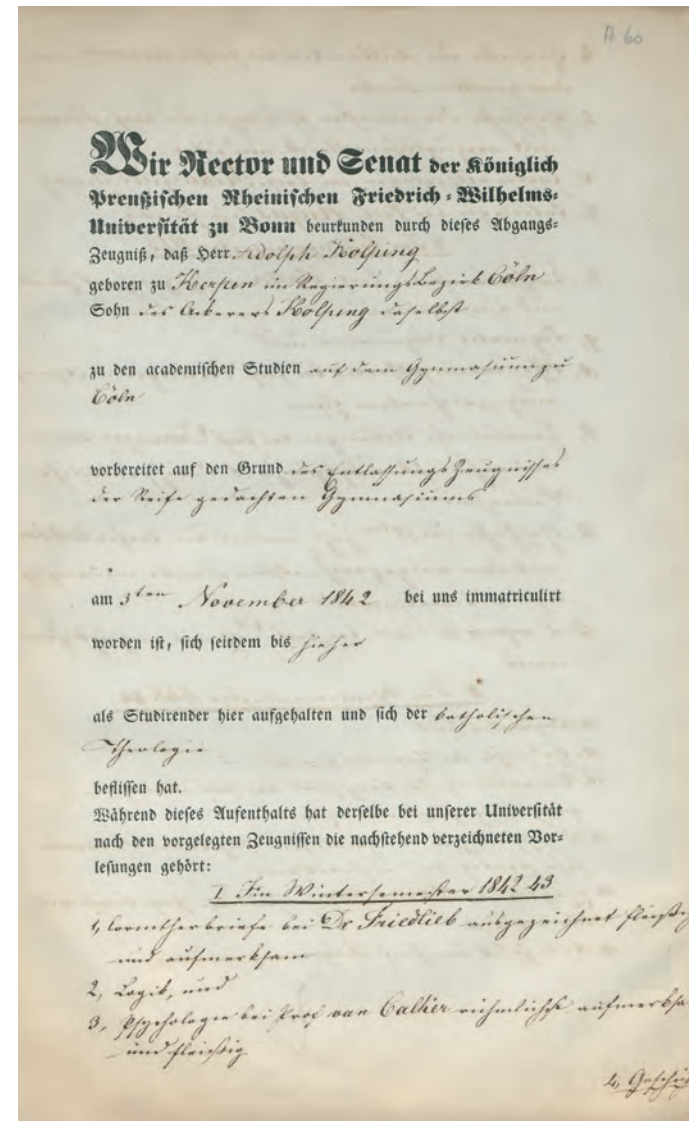 A 60
Wir Rector und Senat der Königlich
Preußischen Rheinischen Friedrich-Wilhelms-
Universität zu Bonn beurkunden durch dieses Abgangs-
Zeugniß, daß Herr Adolph Kolping
geboren zu Kerpen im Regierungsbezirk Cöln
Sohn des Ackerers Kolping daselbst
zu den academischen Studien auf dem Gymnasium zu
Cöln
vorbereitet auf den Grund des Entlassungs Zeugnisses
der Reife gedachten Gymnasiums
am 3ten November 1842 bei uns immatriculirt
worden ist, sich seitdem bis hieher
als Studirender hier aufgehalten und sich der katholischen
Theologie
beflissen hat.
Während dieses Aufenthalts hat derselbe bei unserer Universität
nach den vorgelegten Zeugnissen die nachstehend verzeichneten Vor-
lesungen gehört:
I Im Wintersemester 1842 43
1, Corintherbriefe bei Dr Friedlieb ausgezeichnet fleißig
und aufmerksam
2, Logik, und
3, Psychologie bei Prof van Calker rühmlichst aufmerksa
und fleißig
4, Geschi